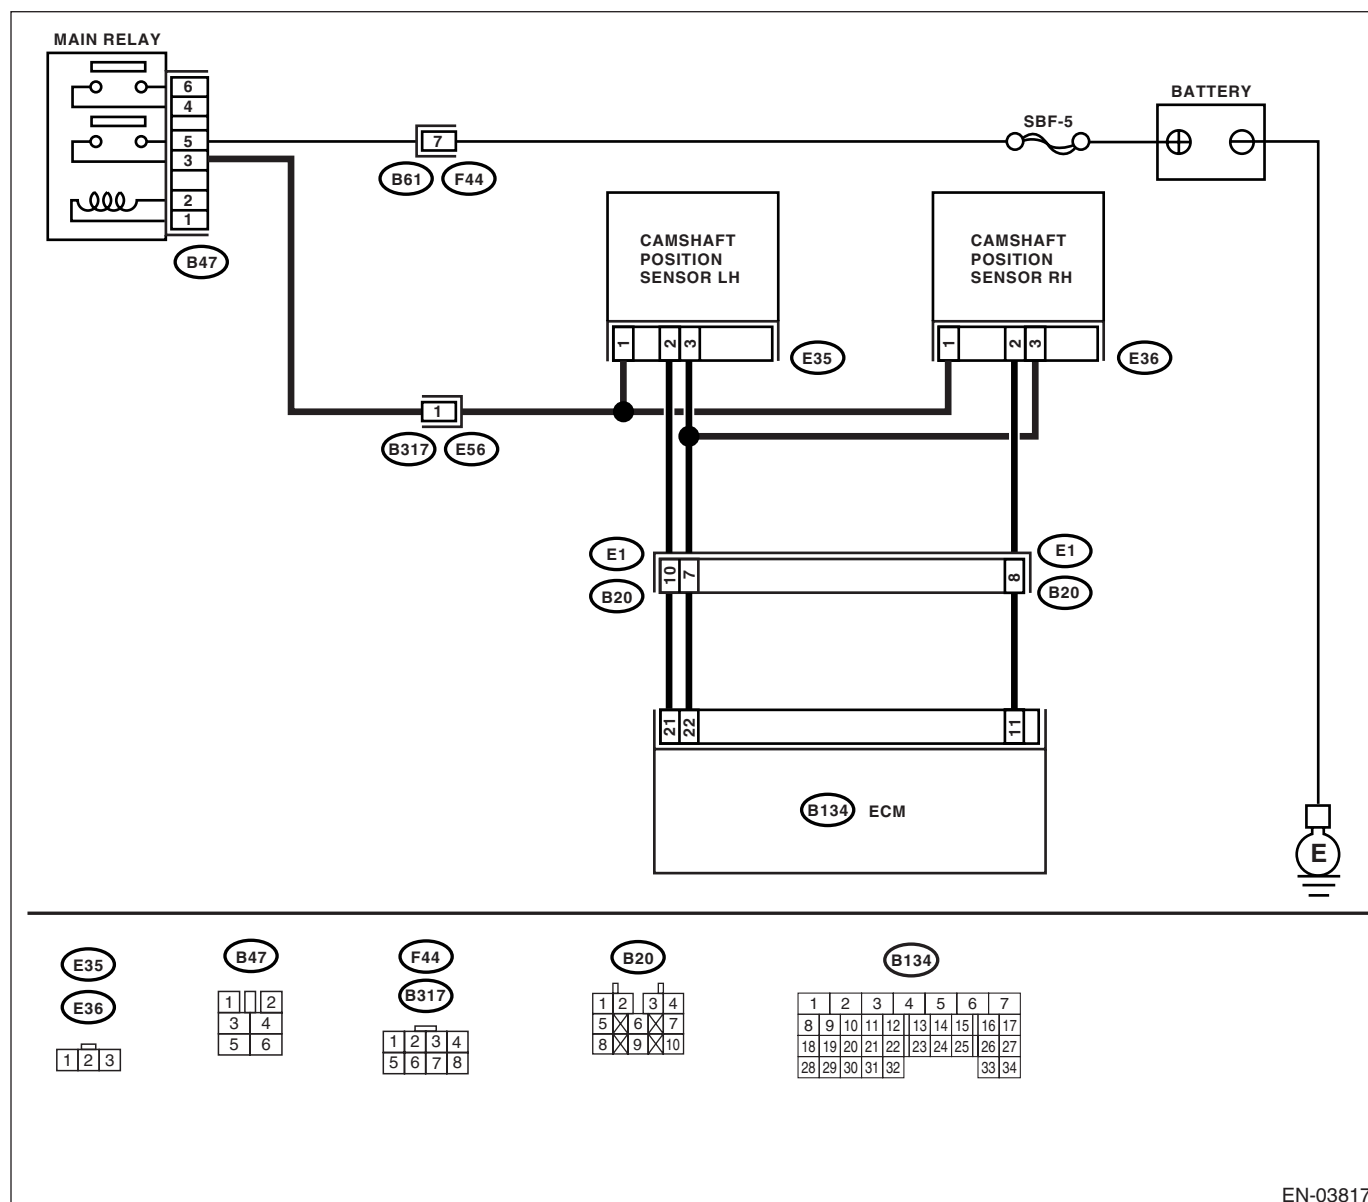 MAIN RELAY
6
4
5
3
2
1
B47
7
B61 F44
SBF-5
BATTERY
CAMSHAFT
POSITION
SENSOR LH
1 2 3
E35
CAMSHAFT
POSITION
SENSOR RH
1 2 3
E36
1
B317 E56
E1
B20
10 7 8
E1
B20
21 22 11
B134 ECM
E
E35
E36
1 2 3
B47
1 2
3 4
5 6
F44
B317
1 2 3 4
5 6 7 8
B20
1 2 3 4
5 6 7
8 9 10
B134
1 2 3 4 5 6 7
8 9 10 11 12 13 14 15 16 17
18 19 20 21 22 23 24 25 26 27
28 29 30 31 32 33 34
EN-03817